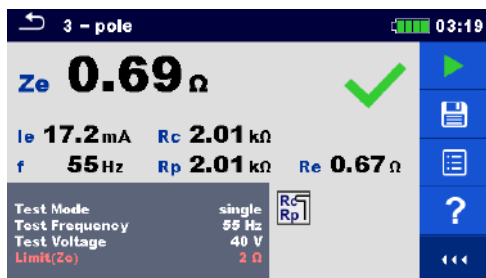 3 - pole 03:19
Ze 0.69 Ω
Ie 17.2 mA Rc 2.01 kΩ
f 55 Hz Rp 2.01 kΩ Re 0.67 Ω
Test Mode single
Test Frequency 55 Hz
Test Voltage 40 V
Limit(Ze) 2 Ω
Rc
Rp
?